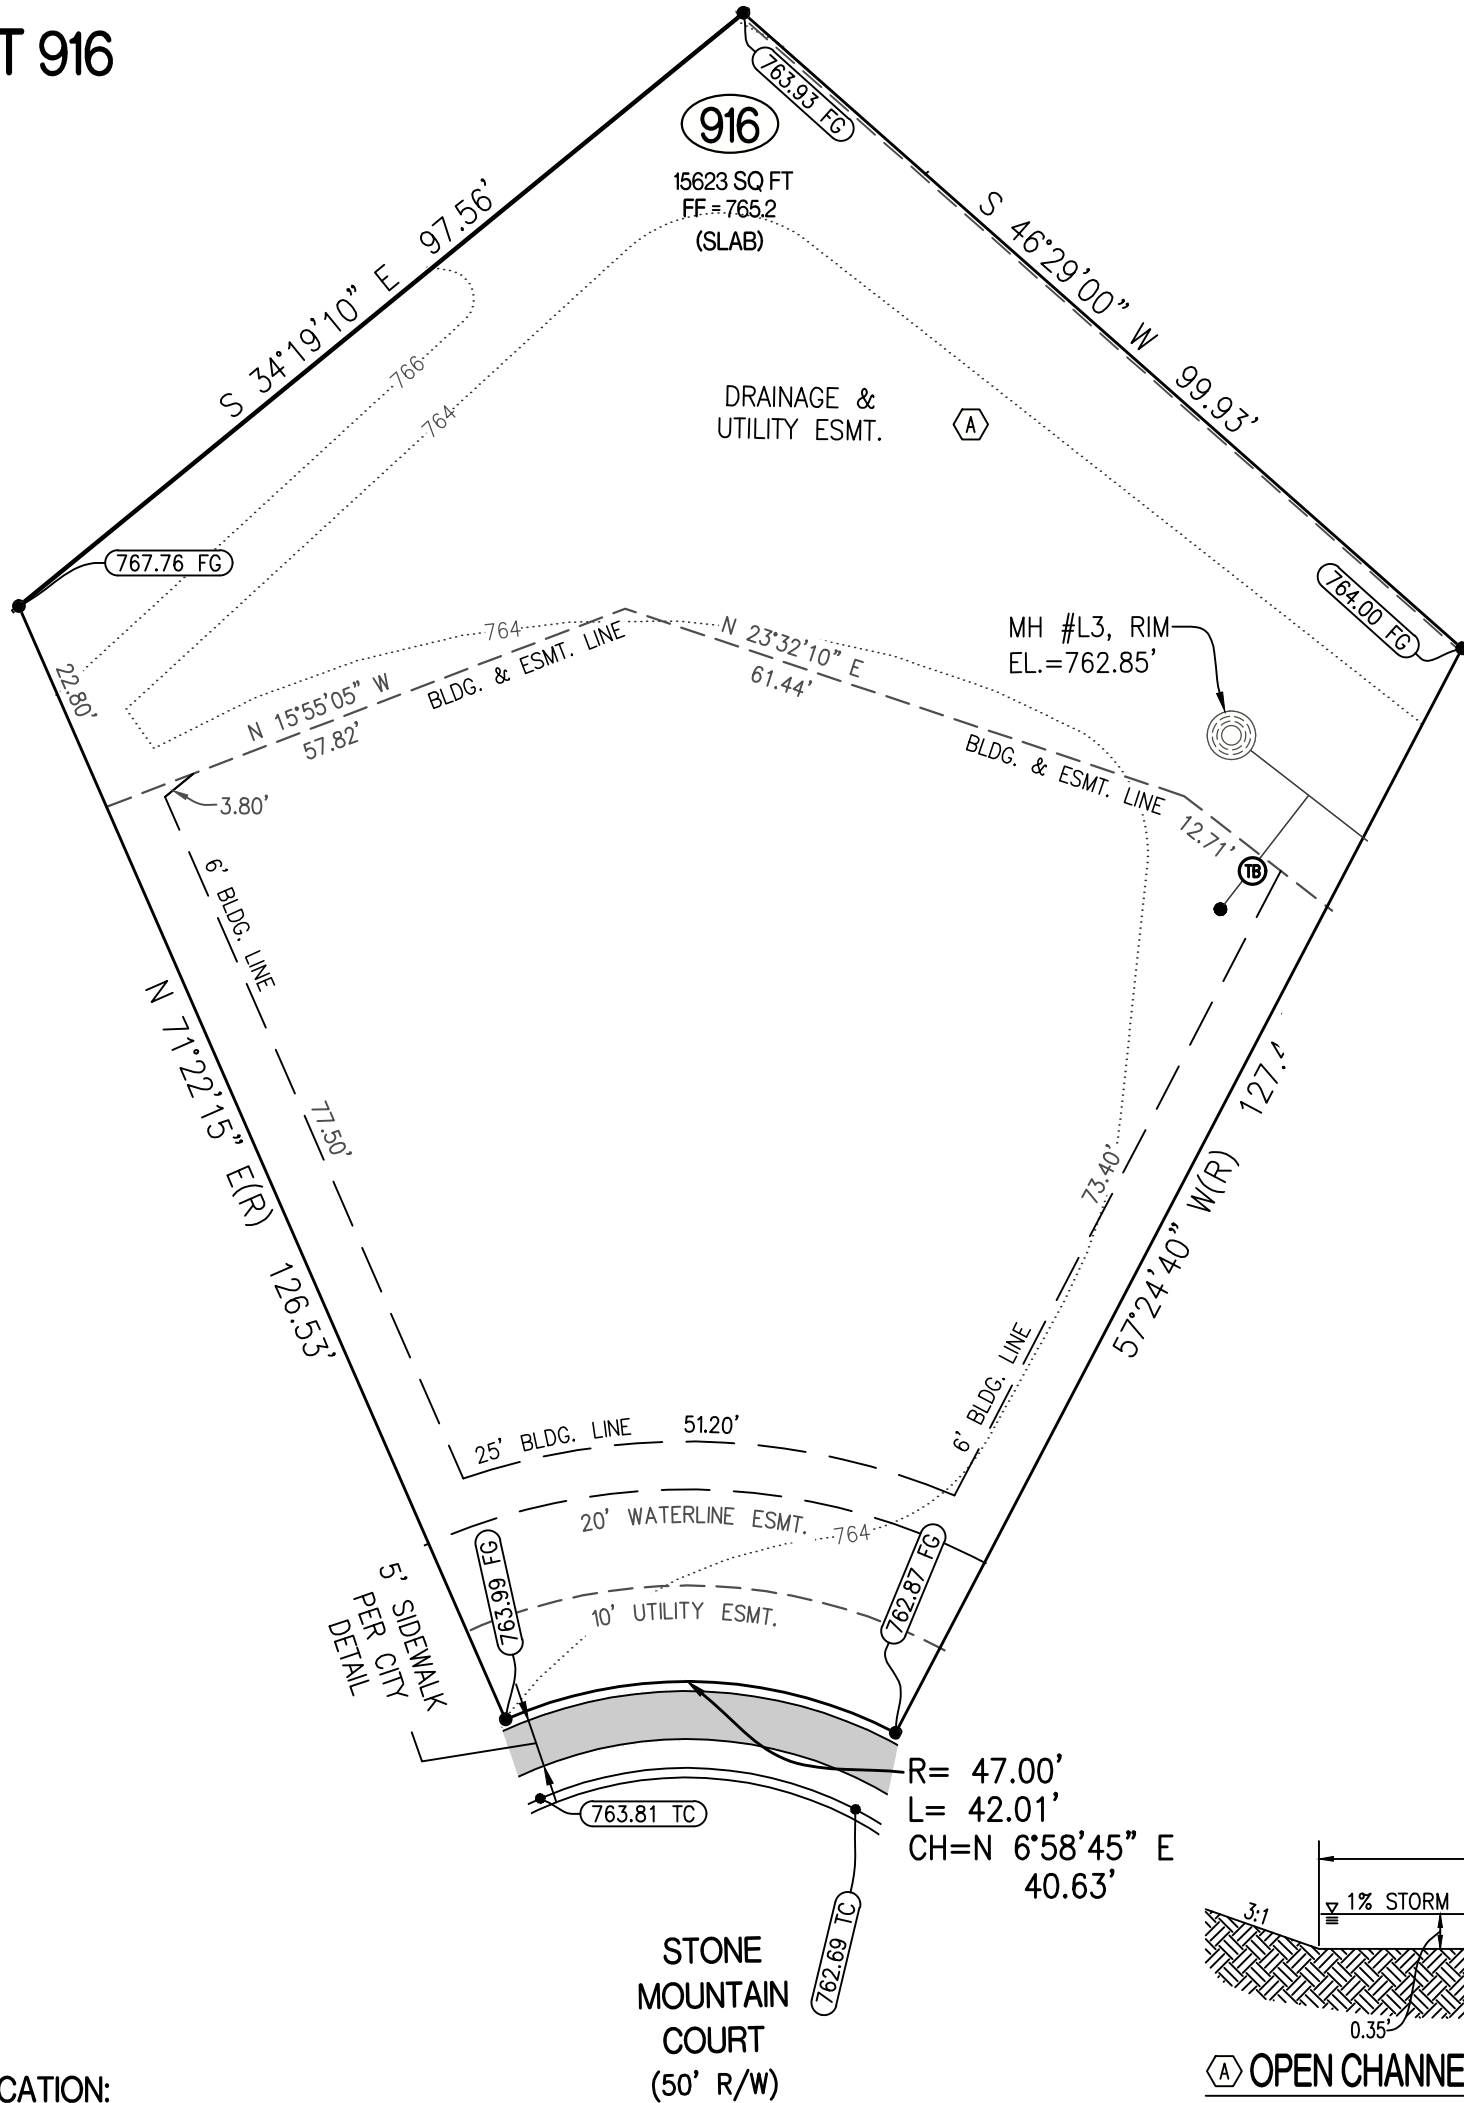 T 916
763.93 FG
916
15623 SQ FT
FF = 765.2
(SLAB)
S 34°19'10" E 97.56'
S 46°29'00" W 99.93'
766
764
DRAINAGE &
UTILITY ESMT.
A
767.76 FG
764.00 FG
MH #L3, RIM
EL.=762.85'
22.80'
764
N 15°55'05" W
57.82'
BLDG. & ESMT. LINE
N 23°32'10" E
61.44'
BLDG. & ESMT. LINE
12.71'
TB
3.80'
6' BLDG. LINE
77.50'
N 71°22'15" E(R) 126.53'
57°24'40" W(R) 127.
73.40'
6' BLDG. LINE
25' BLDG. LINE 51.20'
20' WATERLINE ESMT.
764
10' UTILITY ESMT.
763.99 FG
762.87 FG
5' SIDEWALK
PER CITY
DETAIL
763.81 TC
R= 47.00'
L= 42.01'
CH=N 6°58'45" E
40.63'
762.69 TC
STONE
MOUNTAIN
COURT
(50' R/W)
3:1
1% STORM
0.35'
A OPEN CHANNE
CATION: